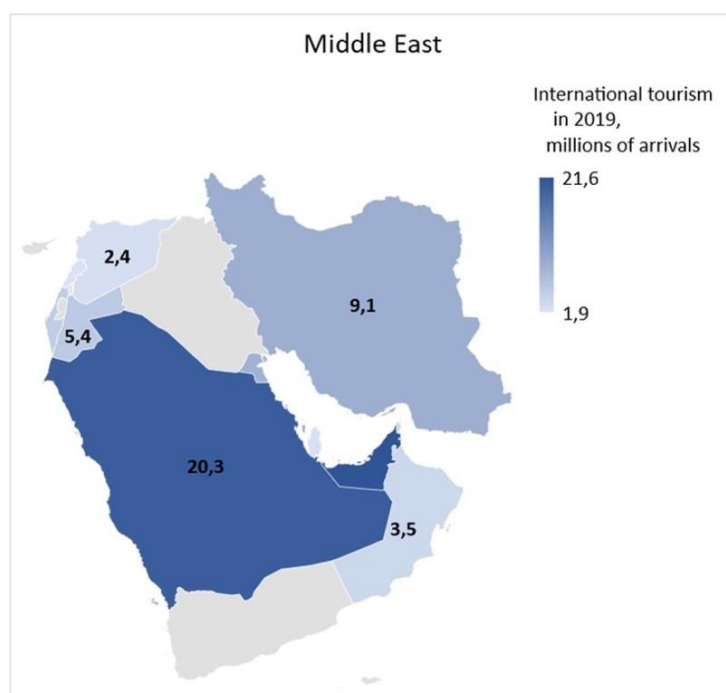 Middle East
International tourism
in 2019,
millions of arrivals
21,6
1,9
2,4
9,1
5,4
20,3
3,5